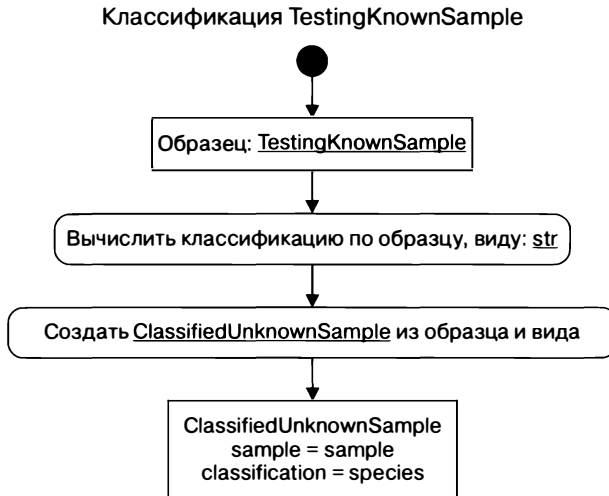 Классификация TestingKnownSample
Образец: TestingKnownSample
Вычислить классификацию по образцу, виду: str
Создать ClassifiedUnknownSample из образца и вида
ClassifiedUnknownSample
sample = sample
classification = species